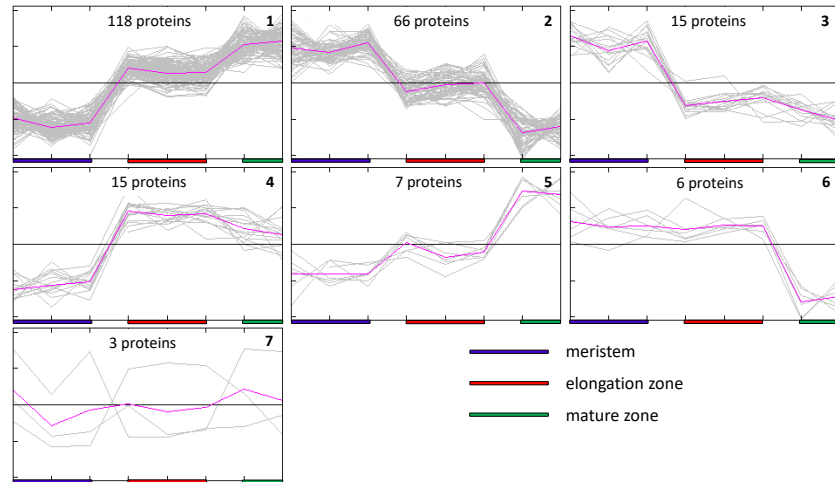 118 proteins 1
66 proteins 2
15 proteins 3
15 proteins 4
7 proteins 5
6 proteins 6
3 proteins 7
meristem
elongation zone
mature zone